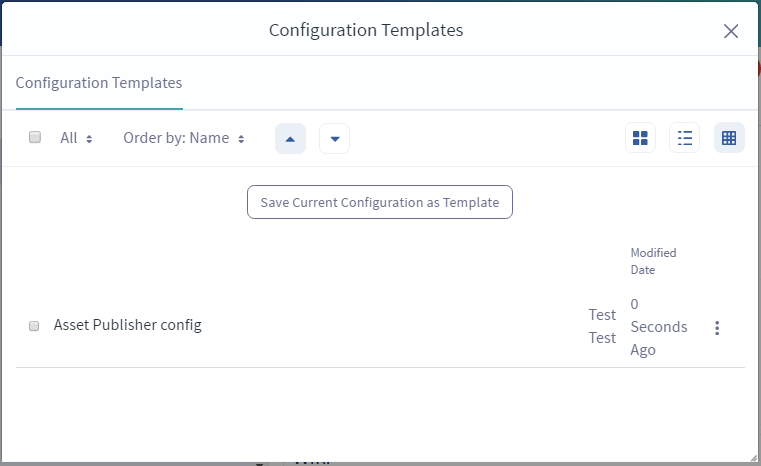 Configuration Templates
Configuration Templates
All
Order by: Name
Save Current Configuration as Template
Modified
Date
Asset Publisher config
Test
Test
0
Seconds
Ago